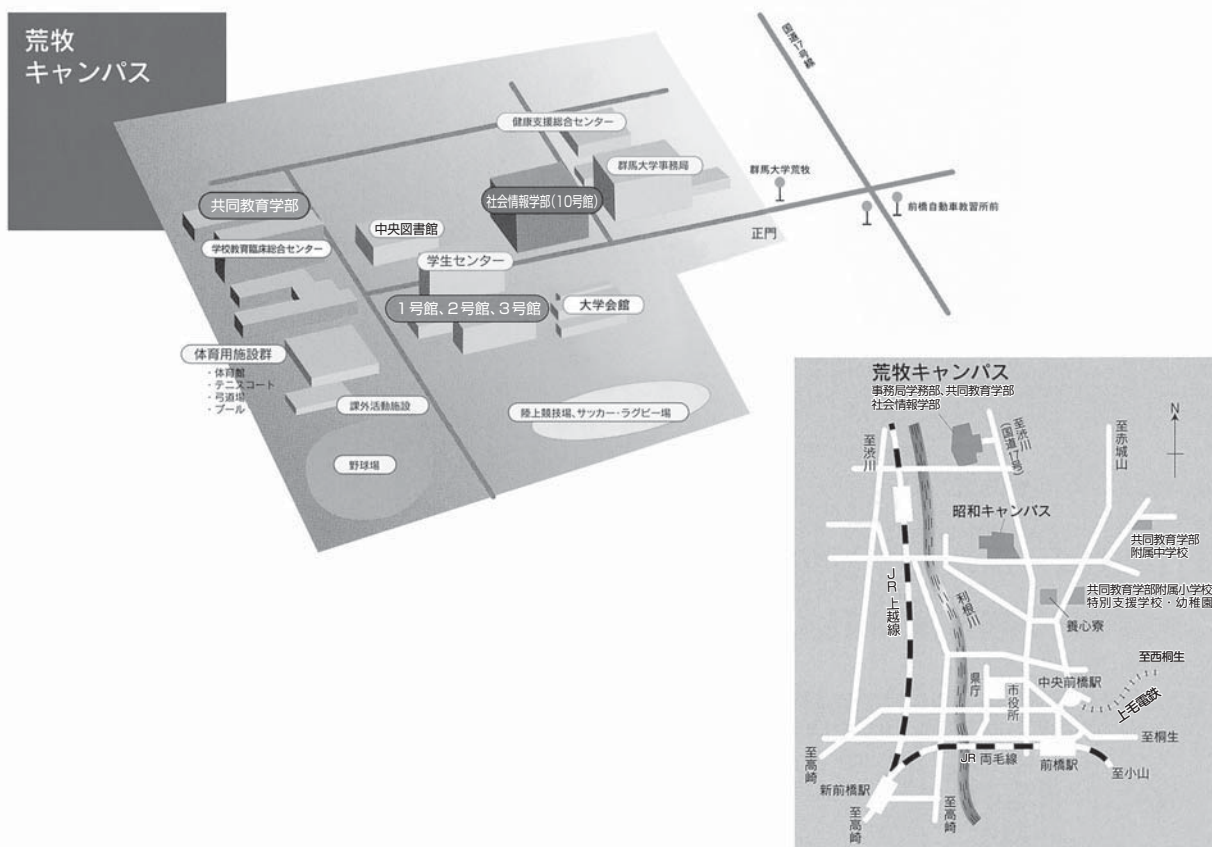 荒牧
キャンパス
国道17号線
健康支援総合センター
群馬大学事務局
群馬大学荒牧
前橋自動車教習所前
正門
共同教育学部
社会情報学部(10号館)
中央図書館
学校教育臨床総合センター
学生センター
1号館、2号館、3号館
大学会館
体育用施設群
・体育館
・テニスコート
・弓道場
・プール
課外活動施設
陸上競技場、サッカー・ラグビー場
野球場
荒牧キャンパス
事務局学務部、共同教育学部
社会情報学部
N
至渋川
至渋川
(国道17号)
至赤城山
昭和キャンパス
共同教育学部
附属中学校
JR上越線
利根川
共同教育学部附属小学校
特別支援学校・幼稚園
養心寮
至西桐生
中央前橋駅
上毛電鉄
県庁
市役所
至桐生
至高崎
JR 両毛線
前橋駅
至小山
新前橋駅
至高崎
至高崎